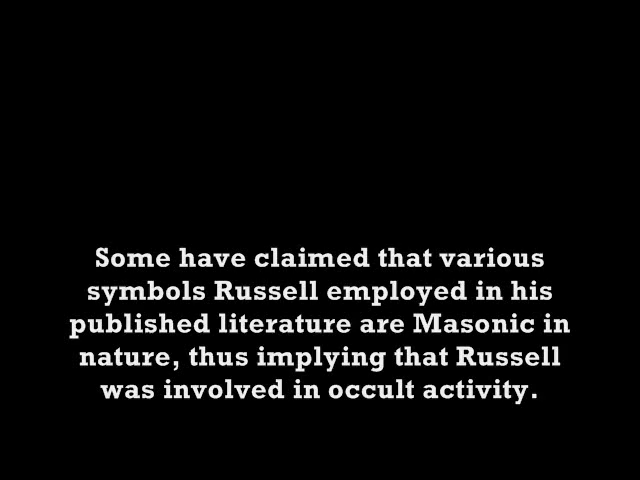 Some have claimed that various
symbols Russell employed in his
published literature are Masonic in
nature, thus implying that Russell
was involved in occult activity.